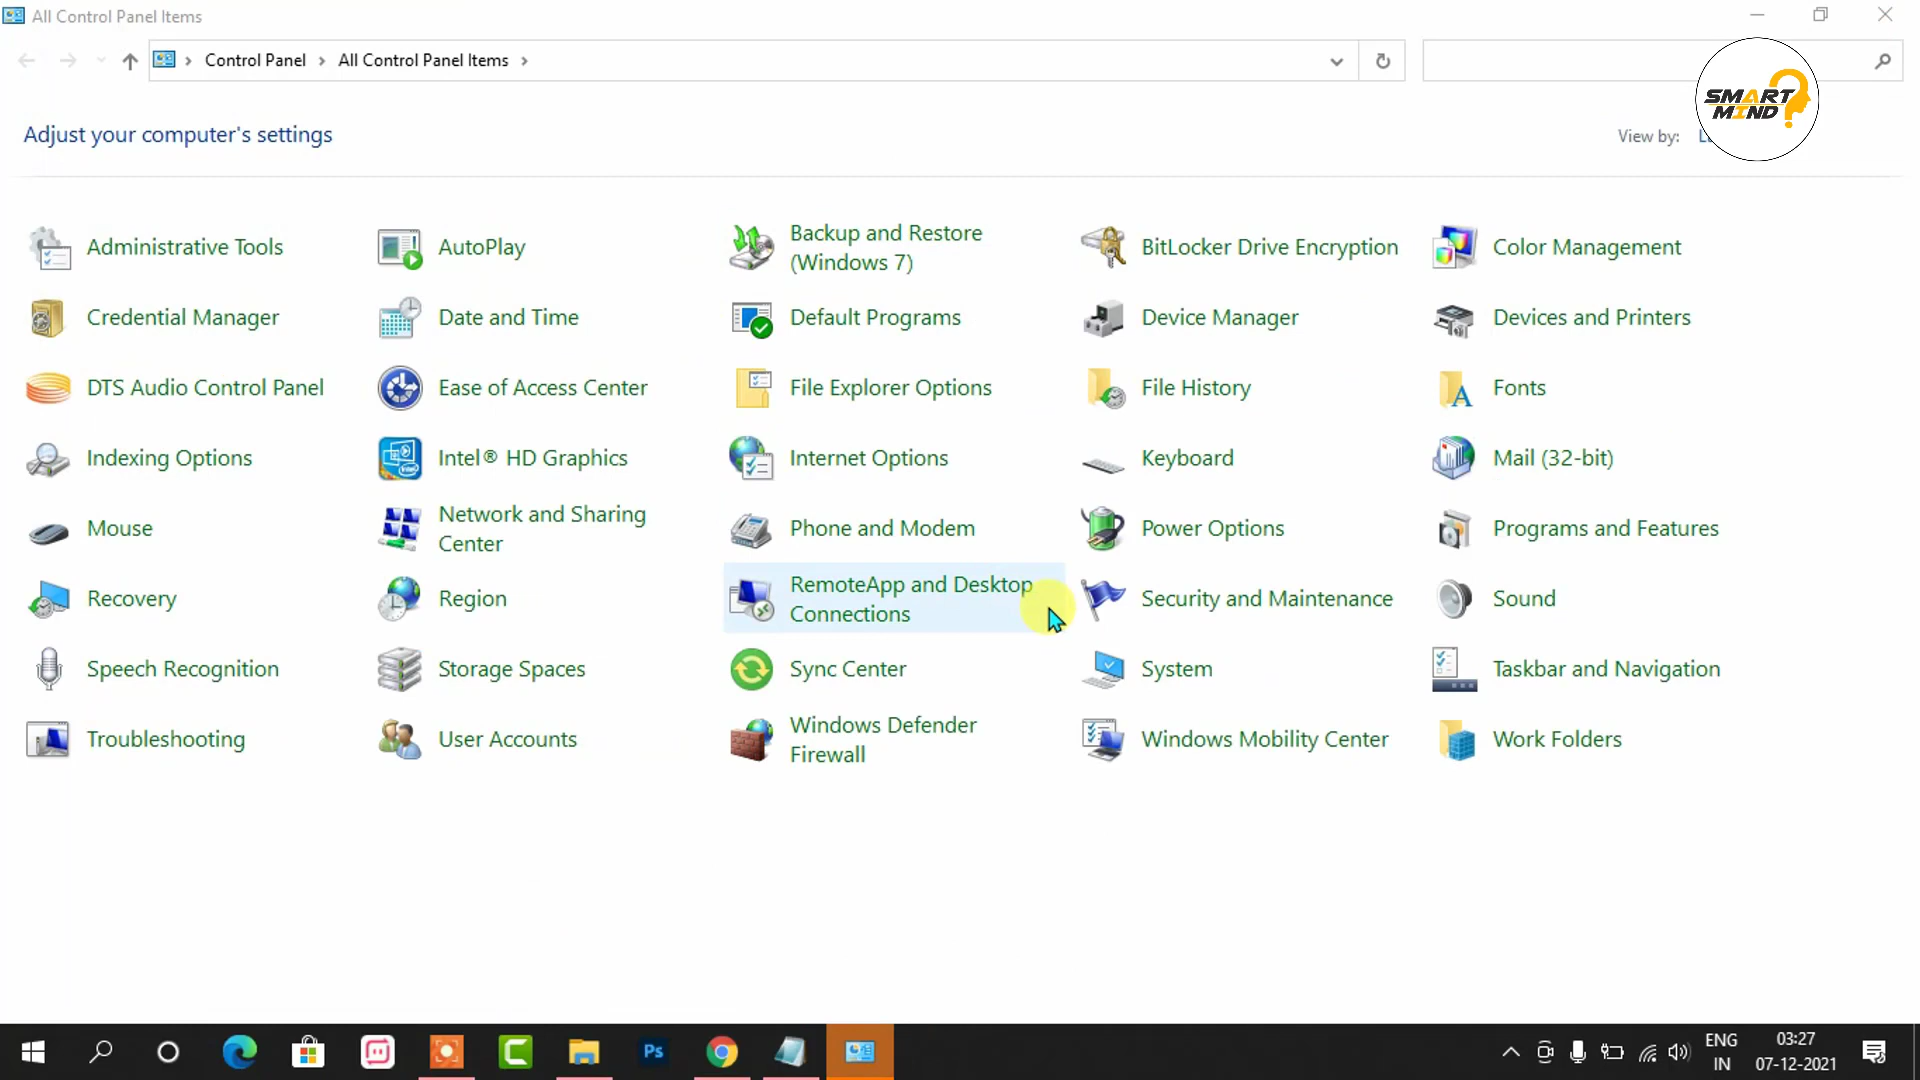 All Control Panel Items
Control Panel
All Control Panel Items
SMART
MIND
Adjust your computer's settings
View by:
Administrative Tools
AutoPlay
Backup and Restore
(Windows 7)
BitLocker Drive Encryption
Color Management
Credential Manager
Date and Time
Default Programs
Device Manager
Devices and Printers
DTS Audio Control Panel
Ease of Access Center
File Explorer Options
File History
Fonts
Indexing Options
Intel® HD Graphics
Internet Options
Keyboard
Mail (32-bit)
Mouse
Network and Sharing
Center
Phone and Modem
Power Options
Programs and Features
Recovery
Region
RemoteApp and Desktop
Connections
Security and Maintenance
Sound
Speech Recognition
Storage Spaces
Sync Center
System
Taskbar and Navigation
Troubleshooting
User Accounts
Windows Defender
Firewall
Windows Mobility Center
Work Folders
Ps
ENG
IN
03:27
07-12-2021